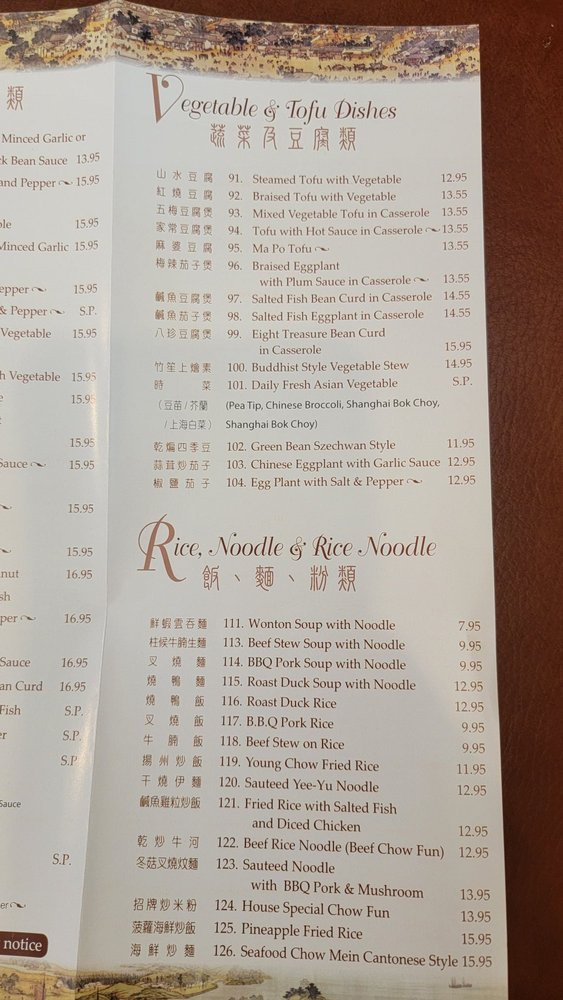 類
Minced Garlic or
ck Bean Sauce 13.95
and Pepper 15.95
15.95
Minced Garlic 15.95
epper 15.95
& Pepper S.P.
Vegetable 15.95
h Vegetable 15.95
15.95
15.95
Sauce 15.95
15.95
15.95
nut 16.95
sh
per 16.95
Sauce 16.95
an Curd 16.95
Fish S.P.
er S.P.
S.P.
Sauce
S.P.
er
notice
Vegetable & Tofu Dishes
蔬菜及豆腐類
山水豆腐 91. Steamed Tofu with Vegetable 12.95
紅燒豆腐 92. Braised Tofu with Vegetable 13.55
五梅豆腐煲 93. Mixed Vegetable Tofu in Casserole 13.55
家常豆腐煲 94. Tofu with Hot Sauce in Casserole 13.55
麻婆豆腐 95. Ma Po Tofu 13.55
梅辣茄子煲 96. Braised Eggplant
with Plum Sauce in Casserole 13.55
鹹魚豆腐煲 97. Salted Fish Bean Curd in Casserole 14.55
鹹魚茄子煲 98. Salted Fish Eggplant in Casserole 14.55
八珍豆腐煲 99. Eight Treasure Bean Curd
in Casserole 15.95
竹笙上燴素 100. Buddhist Style Vegetable Stew 14.95
時菜 101. Daily Fresh Asian Vegetable S.P.
(豆苗/芥蘭 (Pea Tip, Chinese Broccoli, Shanghai Bok Choy,
/上海白菜) Shanghai Bok Choy)
乾煸四季豆 102. Green Bean Szechwan Style 11.95
蒜茸炒茄子 103. Chinese Eggplant with Garlic Sauce 12.95
椒鹽茄子 104. Egg Plant with Salt & Pepper 12.95
Rice, Noodle & Rice Noodle
飯、麵、粉類
鮮蝦雲吞麵 111. Wonton Soup with Noodle 7.95
柱候牛腩生麵 113. Beef Stew Soup with Noodle 9.95
叉燒麵 114. BBQ Pork Soup with Noodle 9.95
燒鴨麵 115. Roast Duck Soup with Noodle 12.95
燒鴨飯 116. Roast Duck Rice 12.95
叉燒飯 117. B.B.Q Pork Rice 9.95
牛腩飯 118. Beef Stew on Rice 9.95
揚州炒飯 119. Young Chow Fried Rice 11.95
干燒伊麵 120. Sauteed Yee-Yu Noodle 12.95
鹹魚雞粒炒飯 121. Fried Rice with Salted Fish
and Diced Chicken 12.95
乾炒牛河 122. Beef Rice Noodle (Beef Chow Fun) 12.95
冬菇叉燒炆麵 123. Sauteed Noodle
with BBQ Pork & Mushroom 13.95
招牌炒米粉 124. House Special Chow Fun 13.95
菠蘿海鮮炒飯 125. Pineapple Fried Rice 15.95
海鮮炒麵 126. Seafood Chow Mein Cantonese Style 15.95